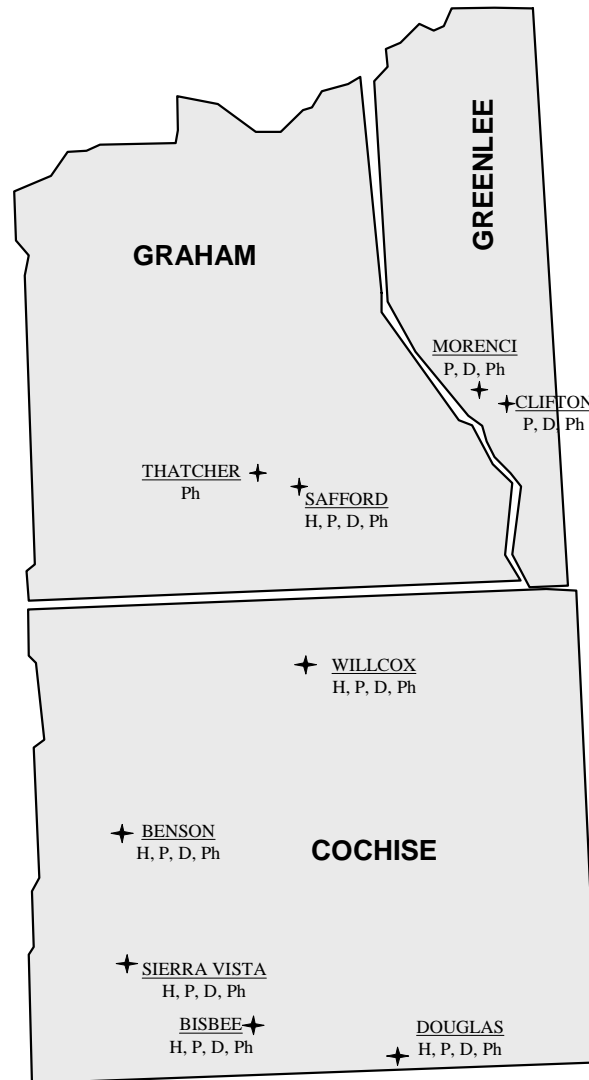 GREENLEE
GRAHAM
MORENCI
P, D, Ph
CLIFTON
P, D, Ph
THATCHER
Ph
SAFFORD
H, P, D, Ph
WILLCOX
H, P, D, Ph
BENSON
H, P, D, Ph
COCHISE
SIERRA VISTA
H, P, D, Ph
BISBEE
H, P, D, Ph
DOUGLAS
H, P, D, Ph